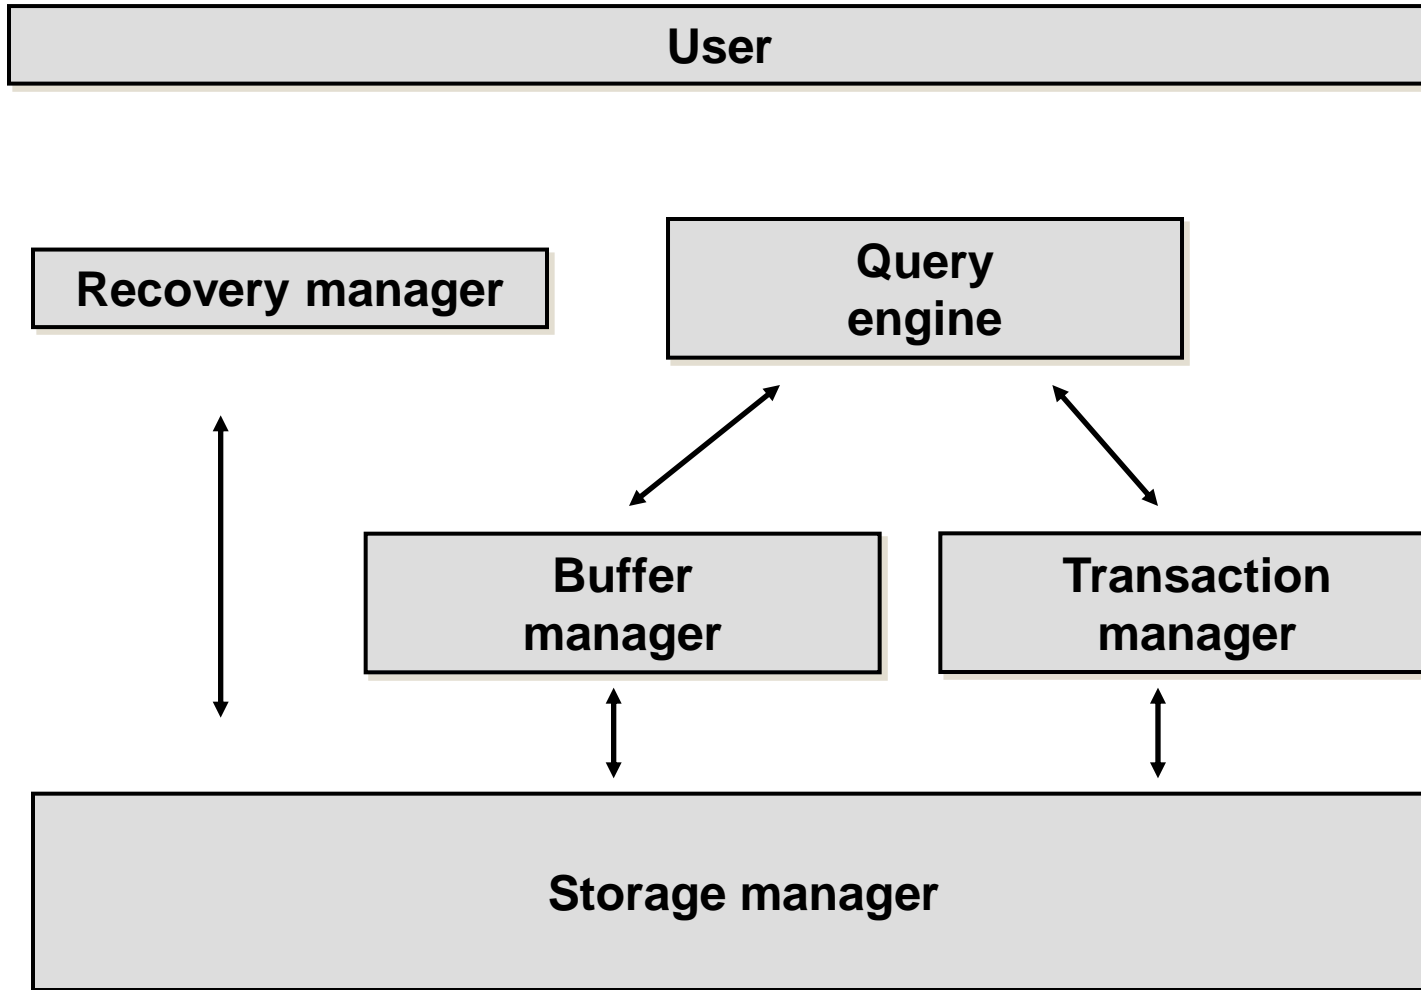 User
Recovery manager
Query
engine
Buffer
manager
Transaction
manager
Storage manager